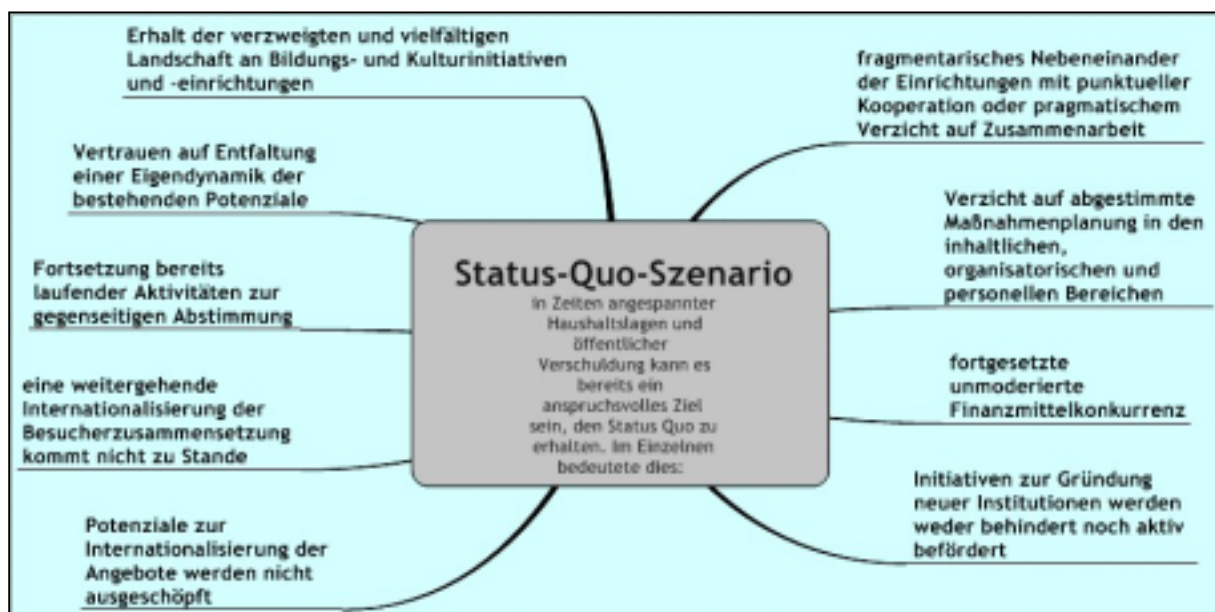 Erhalt der verzweigten und vielfältigen
Landschaft an Bildungs- und Kulturinitiativen
und -einrichtungen
Vertrauen auf Entfaltung
einer Eigendynamik der
bestehenden Potenziale
Fortsetzung bereits
laufender Aktivitäten zur
gegenseitigen Abstimmung
eine weitergehende
Internationalisierung der
Besucherzusammensetzung
kommt nicht zu Stande
Potenziale zur
Internationalisierung der
Angebote werden nicht
ausgeschöpft
Status-Quo-Szenario
in Zeiten angespannter
Haushaltslagen und
öffentlicher
Verschuldung kann es
bereits ein
anspruchsvolles Ziel
sein, den Status Quo zu
erhalten. Im Einzelnen
bedeutete dies:
fragmentarisches Nebeneinander
der Einrichtungen mit punktueller
Kooperation oder pragmatischem
Verzicht auf Zusammenarbeit
Verzicht auf abgestimmte
Maßnahmenplanung in den
inhaltlichen,
organisatorischen und
personellen Bereichen
fortgesetzte
unmoderierte
Finanzmittelkonkurrenz
Initiativen zur Gründung
neuer Institutionen werden
weder behindert noch aktiv
befördert